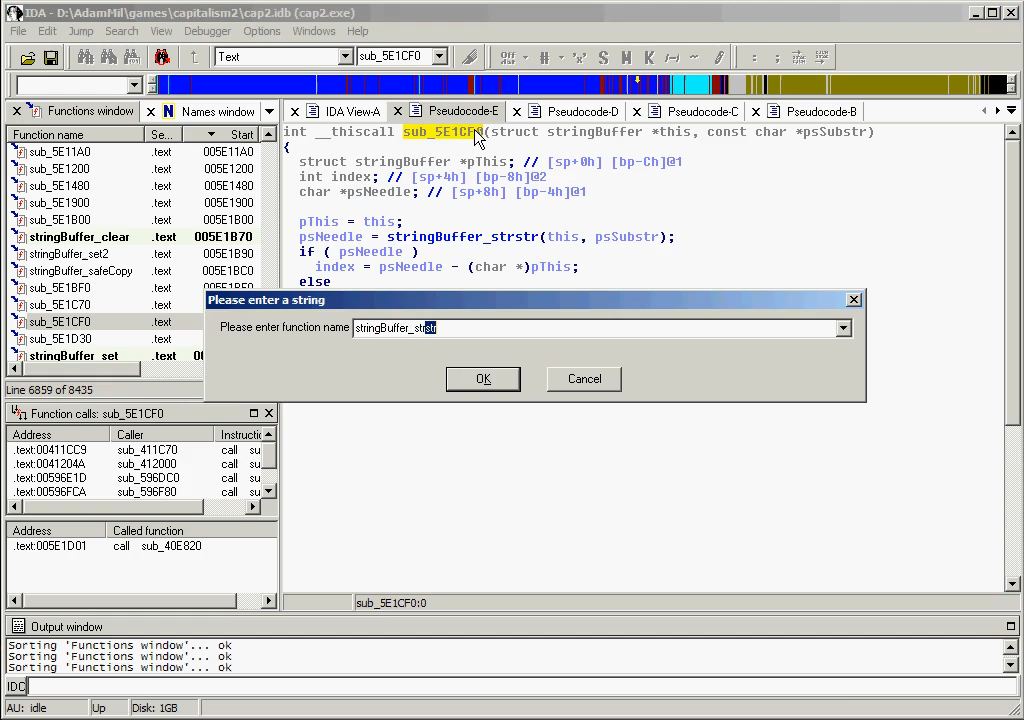 IDA - D:\AdamMil\games\capitalism2\cap2.idb (cap2.exe)
File Edit Jump Search View Debugger Options Windows Help
Text sub_5E1CF0
Functions window Names window IDA View-A Pseudocode-E Pseudocode-D Pseudocode-C Pseudocode-B
Function name Se... Start
sub_5E11A0 .text 005E11A0
sub_5E1200 .text 005E1200
sub_5E1480 .text 005E1480
sub_5E1900 .text 005E1900
sub_5E1B00 .text 005E1B00
stringBuffer_clear .text 005E1B70
stringBuffer_set2 .text 005E1B90
stringBuffer_safeCopy .text 005E1BC0
sub_5E1BF0 .text
sub_5E1C70 .text
sub_5E1CF0 .text
sub_5E1D30 .text
stringBuffer_set .text
Line 6859 of 8435
int __thiscall sub_5E1CF0(struct stringBuffer *this, const char *psSubstr)
{
struct stringBuffer *pThis; // [sp+0h] [bp-Ch]@1
int index; // [sp+4h] [bp-8h]@2
char *psNeedle; // [sp+8h] [bp-4h]@1
pThis = this;
psNeedle = stringBuffer_strstr(this, psSubstr);
if ( psNeedle )
index = psNeedle - (char *)pThis;
else
Please enter a string
Please enter function name stringBuffer_strstr
OK Cancel
Function calls: sub_5E1CF0
Address Caller Instructic
.text:00411CC9 sub_411C70 call su
.text:0041204A sub_412000 call su
.text:00596E1D sub_596DC0 call su
.text:00596FCA sub_596F80 call su
Address Called function
.text:005E1D01 call sub_40E820
sub_5E1CF0:0
Output window
Sorting 'Functions window'... ok
Sorting 'Functions window'... ok
Sorting 'Functions window'... ok
IDC
AU: idle Up Disk: 1GB